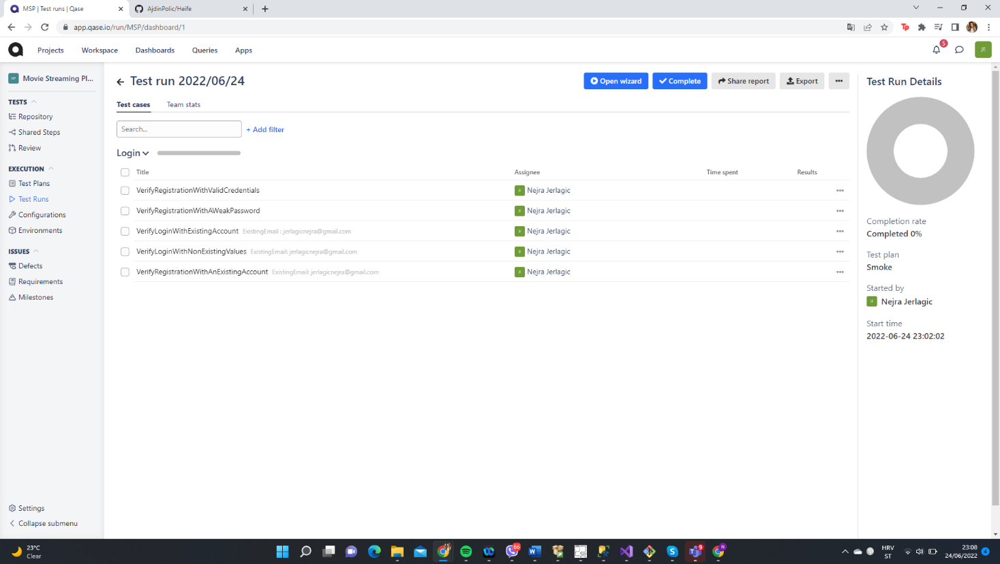 MSP | Test runs | Qase
AjdinPolic/Heife
app.qase.io/run/MSP/dashboard/1
Projects
Workspace
Dashboards
Queries
Apps
5
JE
MP
Movie Streaming Pl...
TESTS
Repository
Shared Steps
Review
EXECUTION
Test Plans
Test Runs
Configurations
Environments
ISSUES
Defects
Requirements
Milestones
Settings
Collapse submenu
Test run 2022/06/24
Open wizard
Complete
Share report
Export
Test cases
Team stats
Search...
+ Add filter
Login
Title Assignee Time spent Results
VerifyRegistrationWithValidCredentials Nejra Jerlagic
VerifyRegistrationWithAWeakPassword Nejra Jerlagic
VerifyLoginWithExistingAccount ExistingEmail : jerlagicnejra@gmail.com Nejra Jerlagic
VerifyLoginWithNonExistingValues ExistingEmail: jerlagicnejra@gmail.com Nejra Jerlagic
VerifyRegistrationWithAnExistingAccount ExistingEmail: jerlagicnejra@gmail.com Nejra Jerlagic
Test Run Details
Completion rate
Completed 0%
Test plan
Smoke
Started by
Nejra Jerlagic
Start time
2022-06-24 23:02:02
23°C
Clear
66
9
N
HRV
ST
23:08
24/06/2022
4